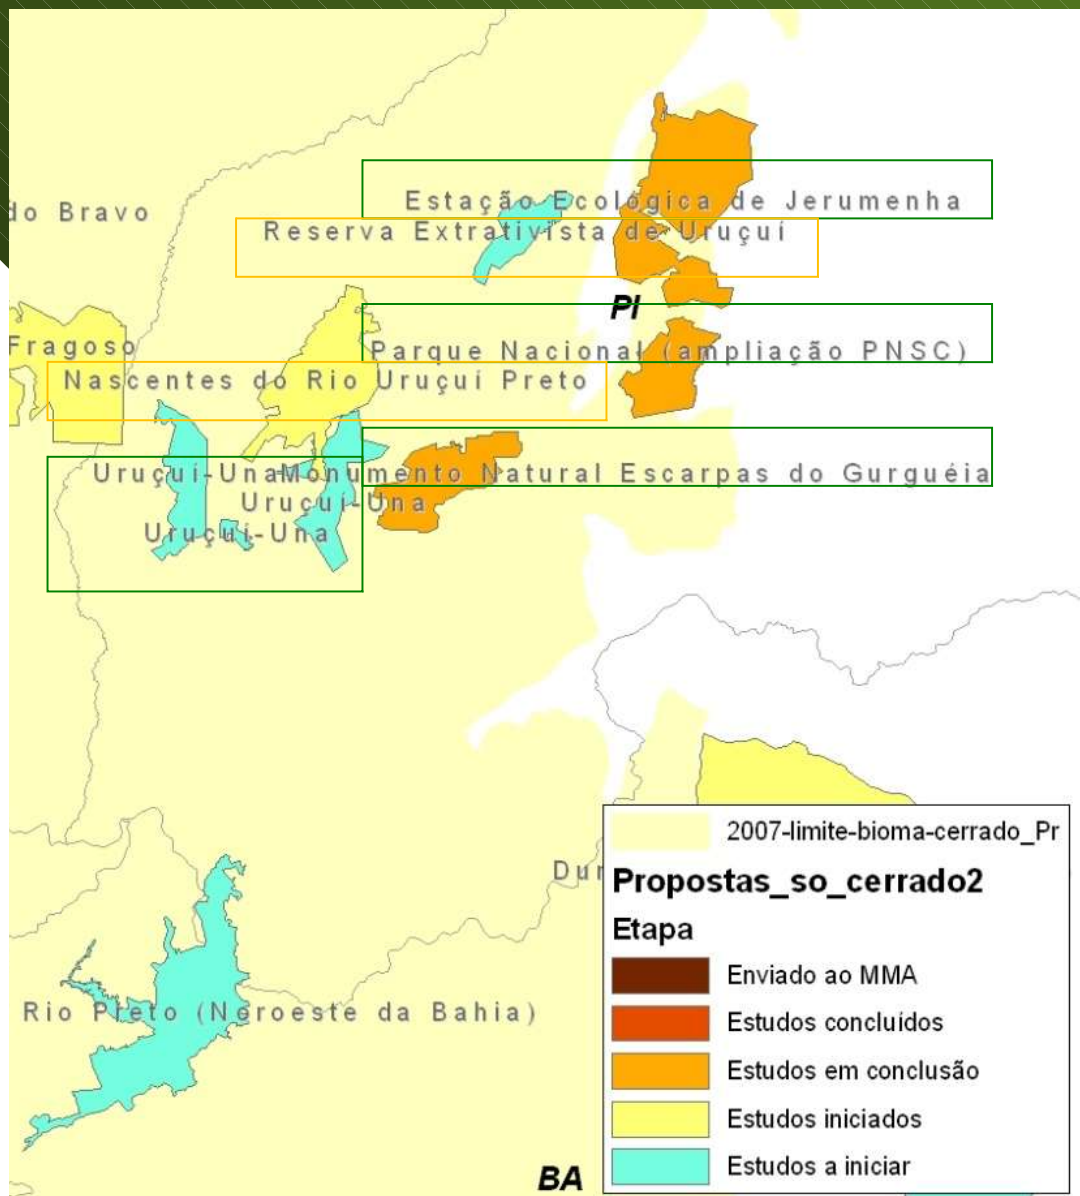 do Bravo
Estação Ecológica de Jerumenha
Reserva Extrativista de Uruçuí
PI
Fragoso
Parque Nacional (ampliação PNSC)
Nascentes do Rio Uruçuí Preto
Uruçuí-Una
Monumento Natural Escarpas do Gurguéia
Uruçuí-Una
Uruçuí-Una
Dur
Rio Preto (Noroeste da Bahia)
BA
2007-limite-bioma-cerrado_Pr
Propostas_so_cerrado2
Etapa
Enviado ao MMA
Estudos concluídos
Estudos em conclusão
Estudos iniciados
Estudos a iniciar